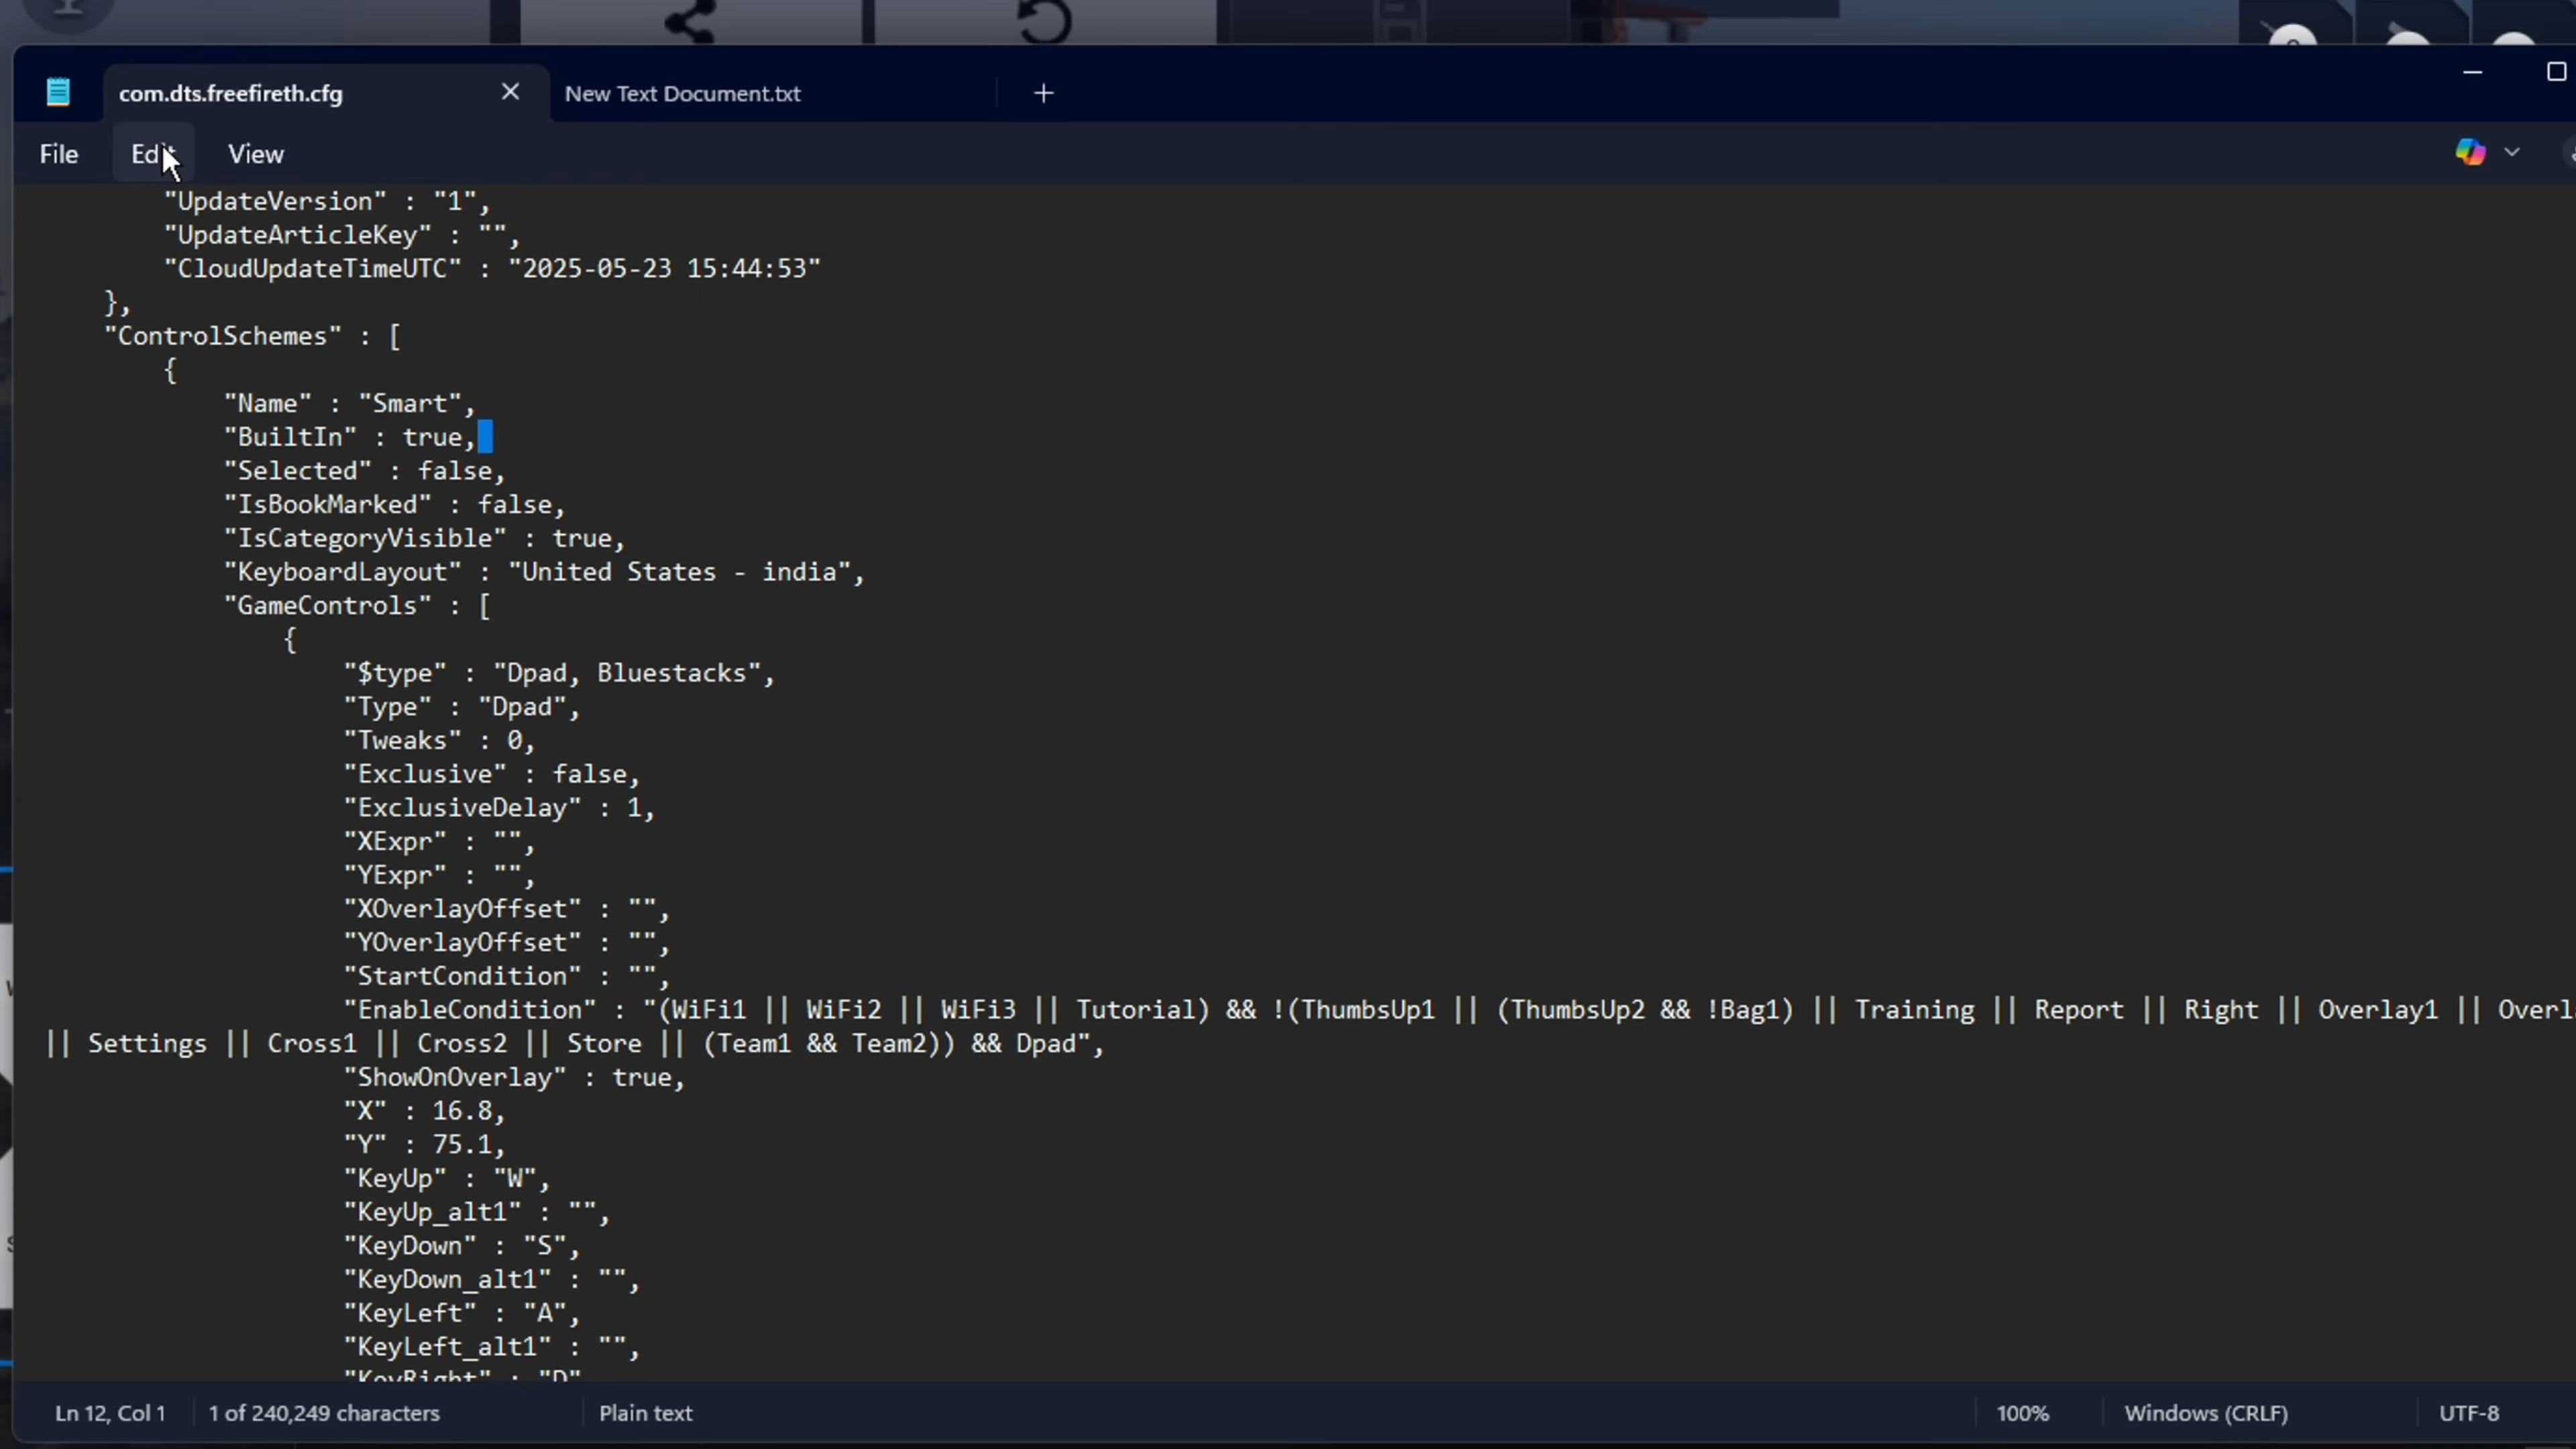 com.dts.freefireth.cfg
New Text Document.txt
File
Edit
View
"UpdateVersion" : "1",
"UpdateArticleKey" : "",
"CloudUpdateTimeUTC" : "2025-05-23 15:44:53"
},
"ControlSchemes" : [
{
"Name" : "Smart",
"BuiltIn" : true,
"Selected" : false,
"IsBookMarked" : false,
"IsCategoryVisible" : true,
"KeyboardLayout" : "United States - india",
"GameControls" : [
{
"$type" : "Dpad, Bluestacks",
"Type" : "Dpad",
"Tweaks" : 0,
"Exclusive" : false,
"ExclusiveDelay" : 1,
"XExpr" : "",
"YExpr" : "",
"XOverlayOffset" : "",
"YOverlayOffset" : "",
"StartCondition" : "",
"EnableCondition" : "(WiFi1 || WiFi2 || WiFi3 || Tutorial) && !(ThumbsUp1 || (ThumbsUp2 && !Bag1) || Training || Report || Right || Overlay1 ||
|| Settings || Cross1 || Cross2 || Store || (Team1 && Team2)) && Dpad",
"ShowOnOverlay" : true,
"X" : 16.8,
"Y" : 75.1,
"KeyUp" : "W",
"KeyUp_alt1" : "",
"KeyDown" : "S",
"KeyDown_alt1" : "",
"KeyLeft" : "A",
"KeyLeft_alt1" : "",
"KeyRight" : "D"
Ln 12, Col 1
1 of 240,249 characters
Plain text
100%
Windows (CRLF)
UTF-8